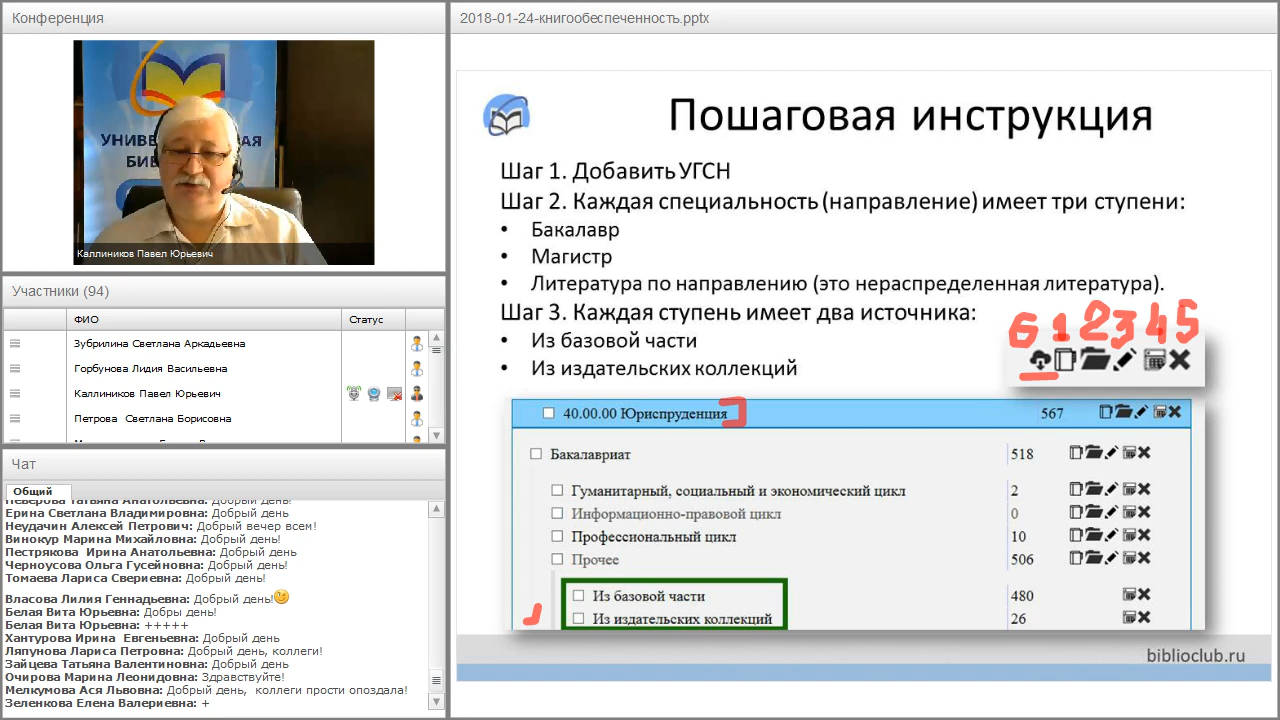 Конференция
2018-01-24-книгообеспеченность.pptx
Каллиников Павел Юрьевич
Участники (94)
ФИО
Статус
Зубрилина Светлана Аркадьевна
Горбунова Лидия Васильевна
Каллиников Павел Юрьевич
Петрова Светлана Борисовна
Чат
Общий
Неверова Татьяна Анатольевна: Добрый день!
Ерина Светлана Владимировна: Добрый день
Неудачин Алексей Петрович: Добрый вечер всем!
Винокур Марина Михайловна: Добрый день!
Пестрякова Ирина Анатольевна: Добрый день
Черноусова Ольга Гусейновна: Добрый день!
Томаева Лариса Свериевна: Добрый день!
Власова Лилия Геннадьевна: Добрый день!
Белая Вита Юрьевна: Добры день!
Белая Вита Юрьевна: +++++
Хантурова Ирина Евгеньевна: Добрый день
Ляпунова Лариса Петровна: Добрый день, коллеги!
Зайцева Татьяна Валентиновна: Добрый день
Очирова Марина Леонидовна: Здравствуйте!
Мелкумова Ася Львовна: Добрый день, коллеги прости опоздала!
Зеленкова Елена Валериевна: +
Пошаговая инструкция
Шаг 1. Добавить УГСН
Шаг 2. Каждая специальность (направление) имеет три ступени:
• Бакалавр
• Магистр
• Литература по направлению (это нераспределенная литература).
Шаг 3. Каждая ступень имеет два источника:
• Из базовой части
• Из издательских коллекций
6 1 2 3 4 5
40.00.00 Юриспруденция 567
Бакалавриат 518
Гуманитарный, социальный и экономический цикл 2
Информационно-правовой цикл 0
Профессиональный цикл 10
Прочее 506
Из базовой части 480
Из издательских коллекций 26
biblioclub.ru